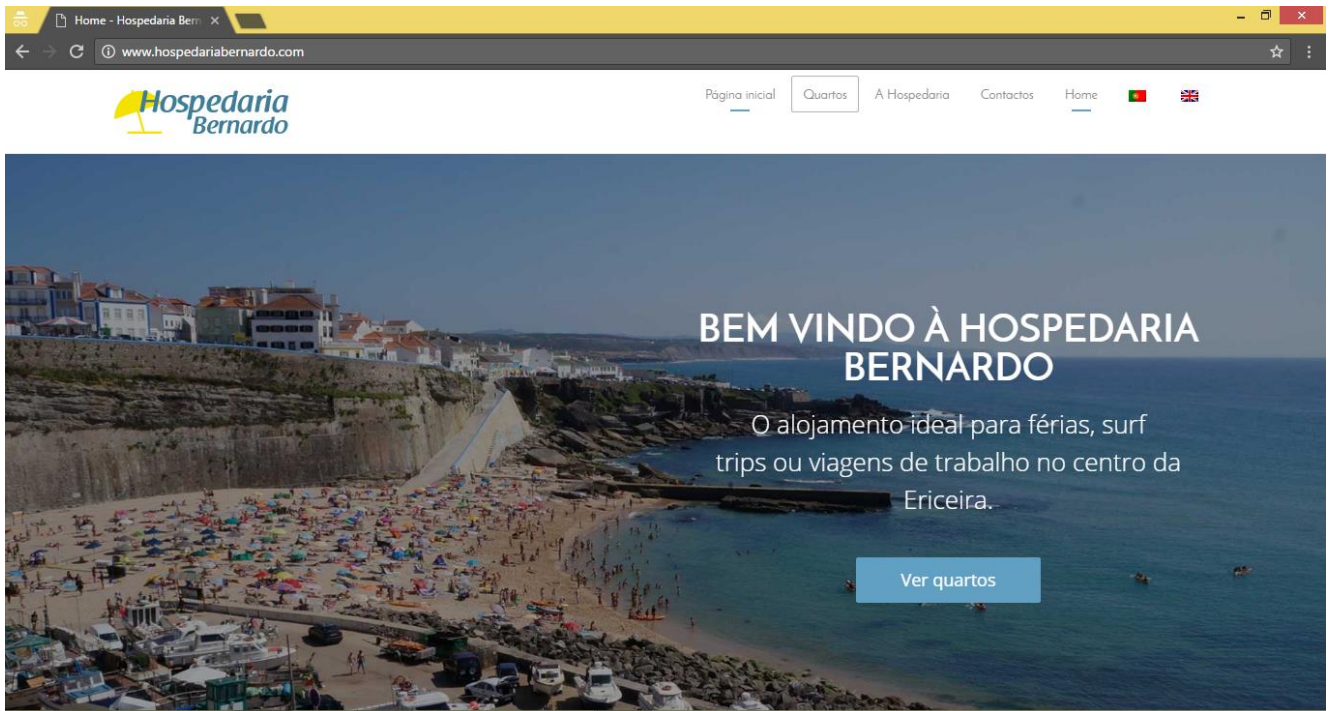 Home - Hospedaria Bern
www.hospedariabernardo.com
Hospedaria
Bernardo
Página inicial Quartos A Hospedaria Contactos Home
BEM VINDO À HOSPEDARIA
BERNARDO
O alojamento ideal para férias, surf
trips ou viagens de trabalho no centro da
Ericeira.
Ver quartos